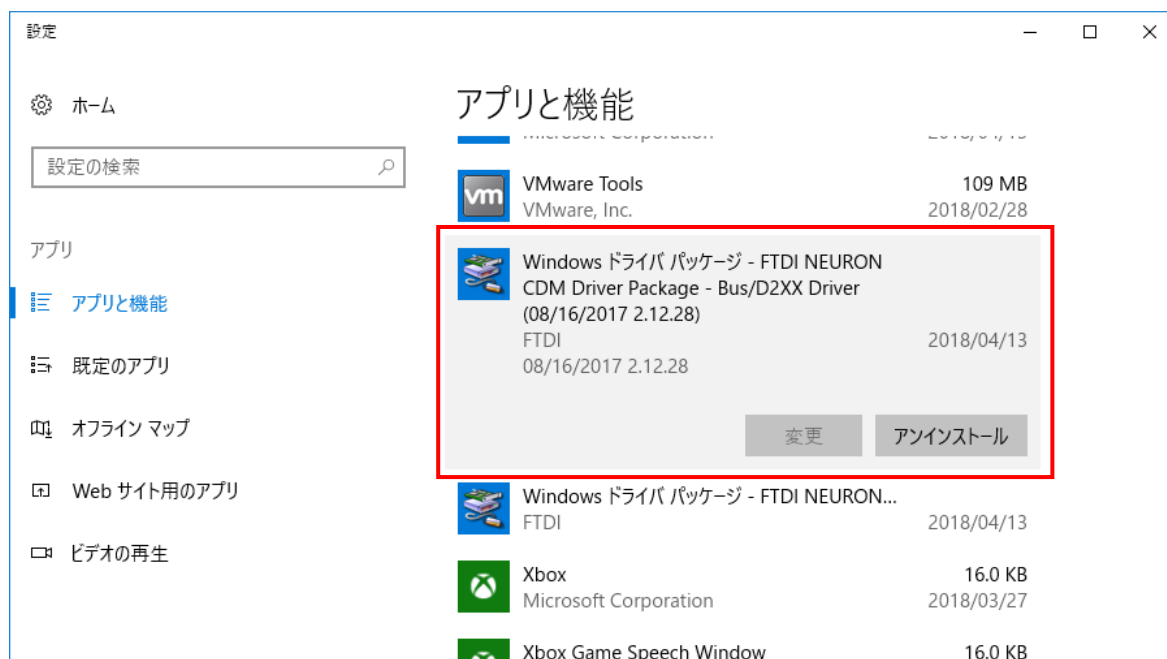 設定
ホーム
設定の検索
アプリ
アプリと機能
既定のアプリ
オフライン マップ
Web サイト用のアプリ
ビデオの再生
アプリと機能
Microsoft Corporation 2018/04/13
vm
VMware Tools 109 MB
VMware, Inc. 2018/02/28
Windows ドライバ パッケージ - FTDI NEURON
CDM Driver Package - Bus/D2XX Driver
(08/16/2017 2.12.28)
FTDI 2018/04/13
08/16/2017 2.12.28
変更 アンインストール
Windows ドライバ パッケージ - FTDI NEURON...
FTDI 2018/04/13
Xbox 16.0 KB
Microsoft Corporation 2018/03/27
Xbox Game Speech Window 16.0 KB